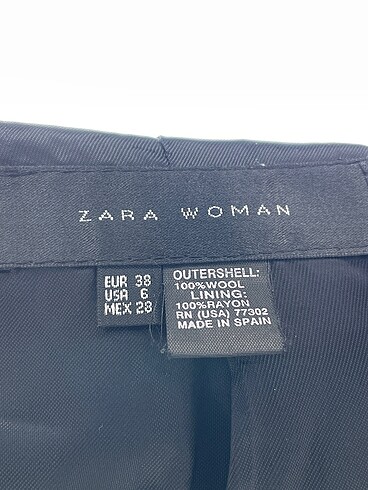 ZARA WOMAN
EUR 38
USA 6
MEX 28
OUTERSHELL:
100%WOOL
LINING:
100%RAYON
RN (USA) 77302
MADE IN SPAIN